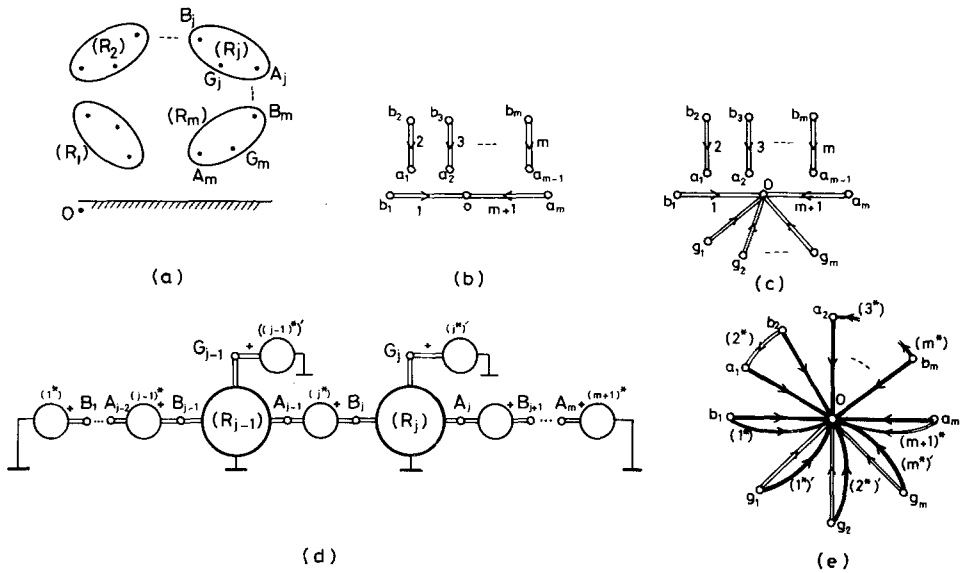 B_j
(R_2)
(R_j)
G_j
A_j
B_m
(R_m)
(R_1)
G_m
A_m
O
(a)
b_2 b_3 b_m
2 3 m
a_1 a_2 a_{m-1}
b_1 1 o m+1 a_m
(b)
b_2 b_3 b_m
2 3 m
a_1 a_2 a_{m-1}
O
b_1 1 m+1 a_m
g_1
g_2 g_m
(c)
((j-1)*)' (j*)'
G_{j-1} + G_j +
(1*) + B_1 A_{j-2} (j-1)* + B_{j-1} (R_{j-1}) A_{j-1} (j*) + B_j (R_j) A_j + B_{j+1} A_m + (m+1)*
(d)
a_2 (3*)
b_2
(2*) (m*)
a_1 b_m
O
b_1 a_m
(1*) (m+1)*
(m*)'
(1*)' (2*)'
g_1 g_m
g_2
(e)